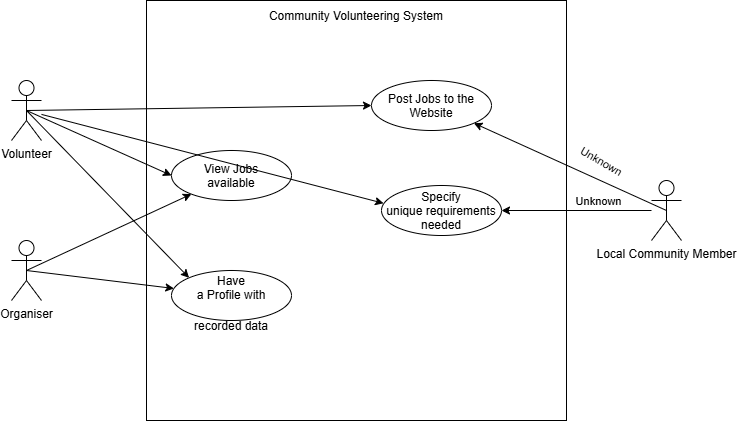 Community Volunteering System
Post Jobs to the
Website
Volunteer
View Jobs
available
Unknown
Specify
unique requirements
needed
Unknown
Local Community Member
Have
a Profile with
recorded data
Organiser